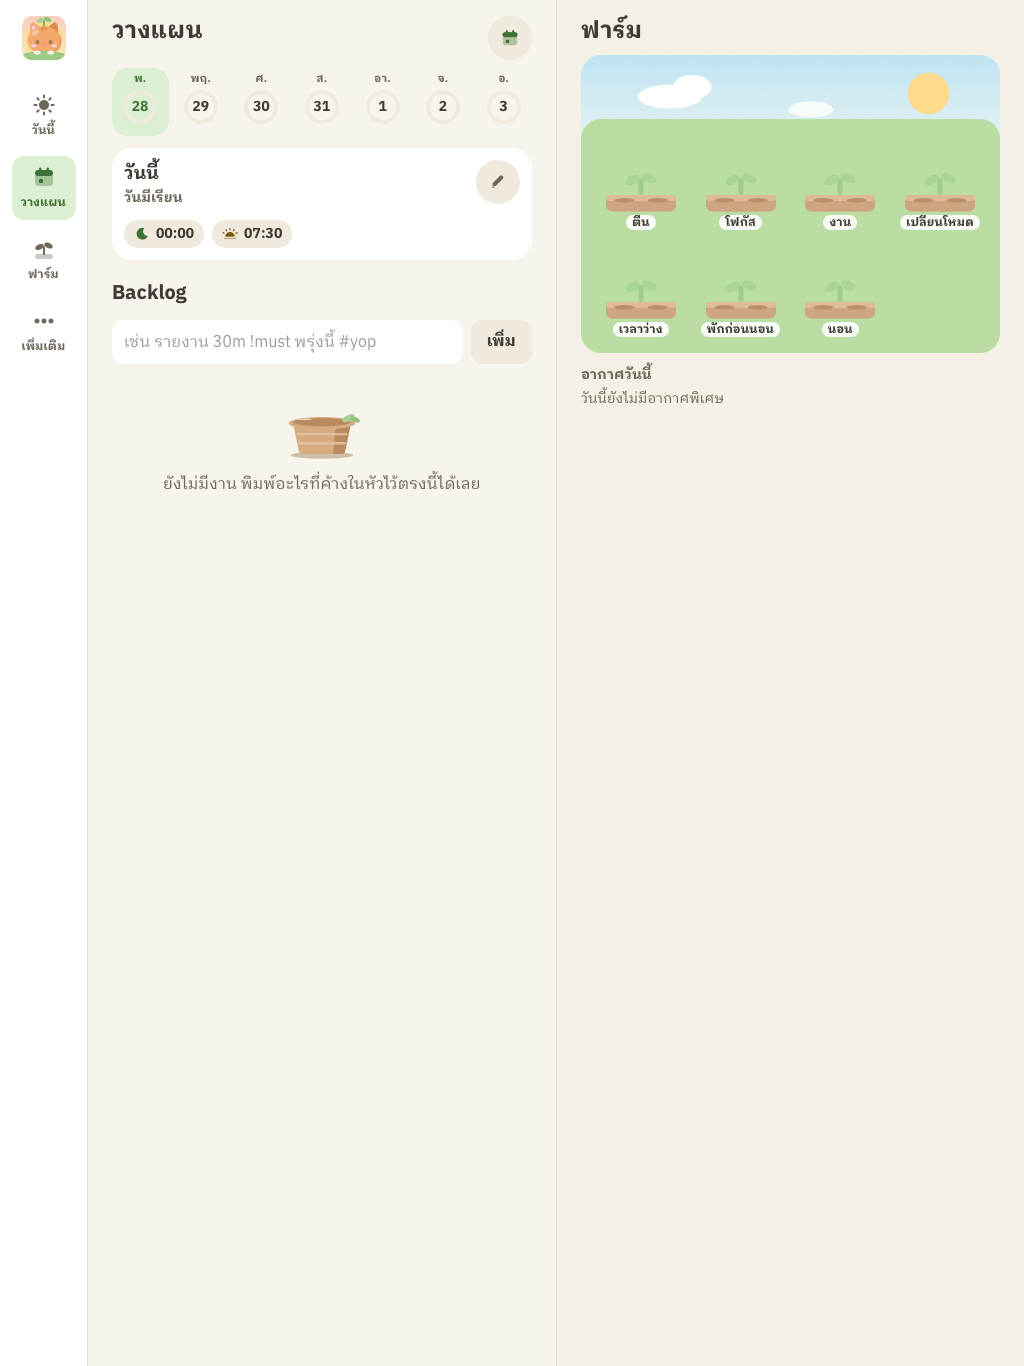 วันนี้
วางแผน
ฟาร์ม
เพิ่มเติม
วางแผน
พ. พฤ. ศ. ส. อา. จ. อ.
28 29 30 31 1 2 3
วันนี้
วันมีเรียน
00:00 07:30
Backlog
เช่น รายงาน 30m !must พรุ่งนี้ #yop
เพิ่ม
ยังไม่มีงาน พิมพ์อะไรที่ค้างในหัวไว้ตรงนี้ได้เลย
ฟาร์ม
ตื่น โฟกัส งาน เปลี่ยนโหมด
เวลาว่าง พักก่อนนอน นอน
อากาศวันนี้
วันนี้ยังไม่มีอากาศพิเศษ